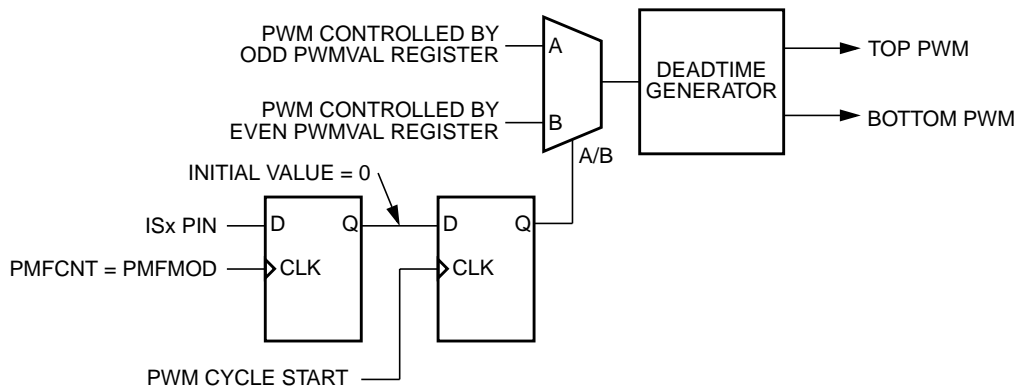 PWM CONTROLLED BY
ODD PWMVAL REGISTER
A
DEADTIME
GENERATOR
TOP PWM
PWM CONTROLLED BY
EVEN PWMVAL REGISTER
B
BOTTOM PWM
A/B
INITIAL VALUE = 0
ISx PIN
D
Q
D
Q
PMFCNT = PMFMOD
CLK
CLK
PWM CYCLE START